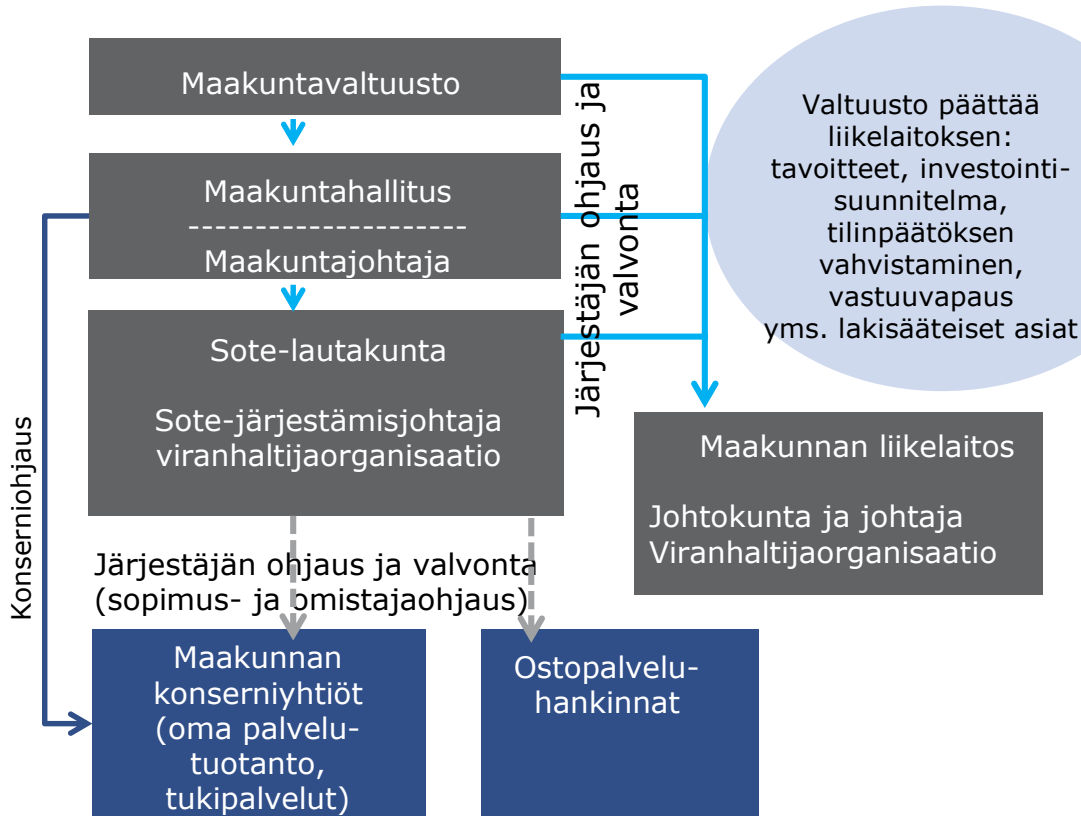 Maakuntavaltuusto
Maakuntahallitus
----------------------
Maakuntajohtaja
Sote-lautakunta
Sote-järjestämisjohtaja
viranhaltijaorganisaatio
Järjestäjän ohjaus ja
valvonta
Valtuusto päättää
liikelaitoksen:
tavoitteet, investointi-
suunnitelma,
tilinpäätöksen
vahvistaminen,
vastuuvapaus
yms. lakisääteiset asiat
Maakunnan liikelaitos
Johtokunta ja johtaja
Viranhaltijaorganisaatio
Konserniohjaus
Järjestäjän ohjaus ja valvonta
(sopimus- ja omistajaohjaus)
Maakunnan
konserniyhtiöt
(oma palvelu-
tuotanto,
tukipalvelut)
Ostopalvelu-
hankinnat